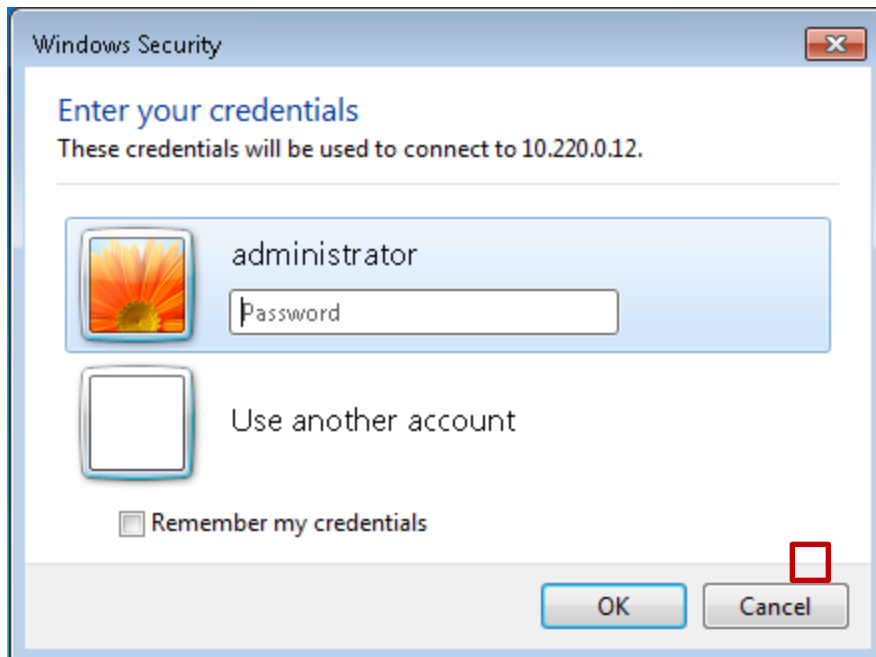 Windows Security
Enter your credentials
These credentials will be used to connect to 10.220.0.12.
administrator
Password
Use another account
Remember my credentials
OK
Cancel